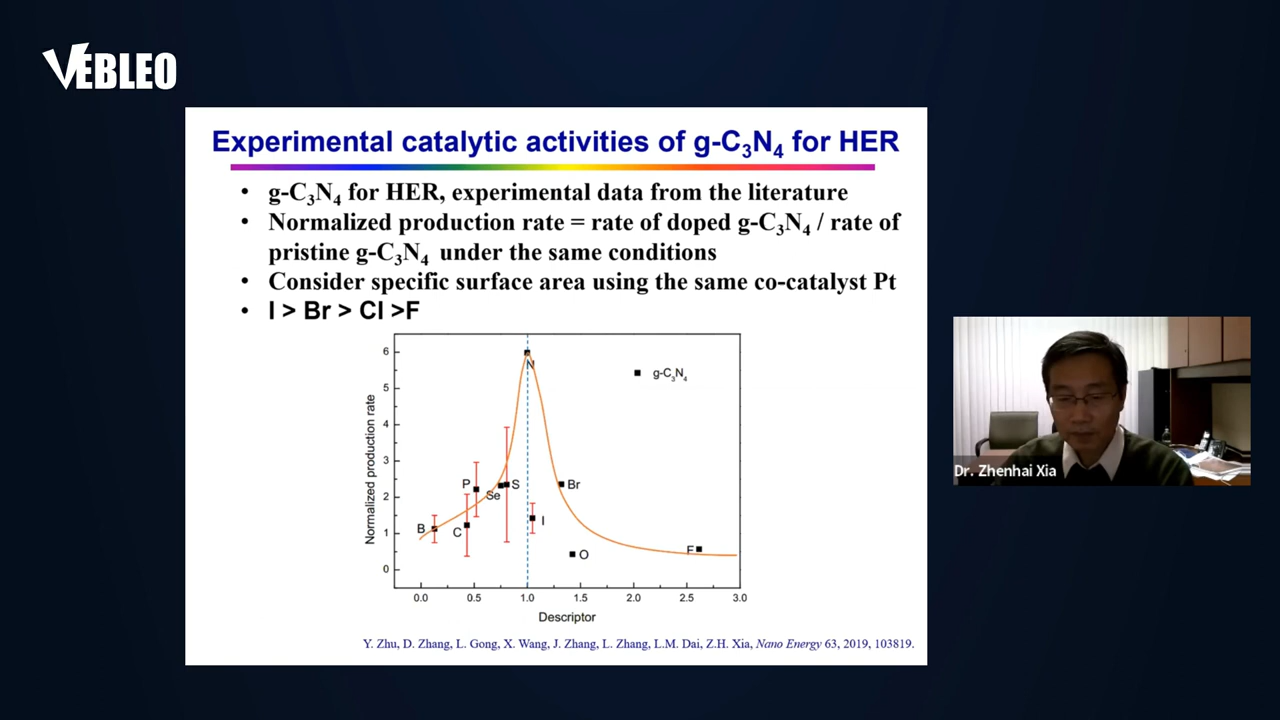 VEBLEO
Experimental catalytic activities of g-C3N4 for HER
• g-C3N4 for HER, experimental data from the literature
• Normalized production rate = rate of doped g-C3N4 / rate of
pristine g-C3N4 under the same conditions
• Consider specific surface area using the same co-catalyst Pt
• I > Br > Cl >F
Normalized production rate
6
5
4
3
2
1
0
N
g-C3N4
P
Se
S
Br
B
C
I
O
F
0.0 0.5 1.0 1.5 2.0 2.5 3.0
Descriptor
Y. Zhu, D. Zhang, L. Gong, X. Wang, J. Zhang, L. Zhang, L.M. Dai, Z.H. Xia, Nano Energy 63, 2019, 103819.
Dr. Zhenhai Xia